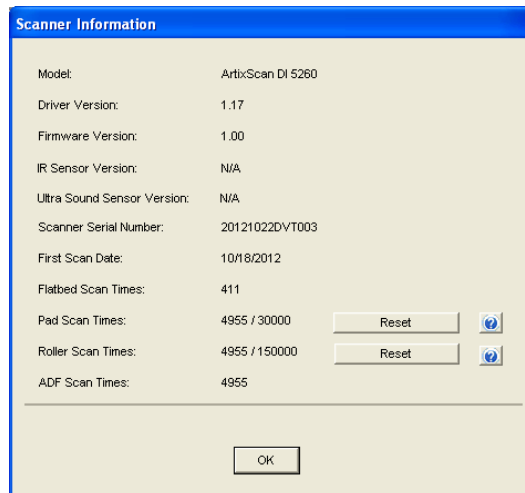 Scanner Information
Model: ArtixScan DI 5260
Driver Version: 1.17
Firmware Version: 1.00
IR Sensor Version: N/A
Ultra Sound Sensor Version: N/A
Scanner Serial Number: 20121022DVT003
First Scan Date: 10/18/2012
Flatbed Scan Times: 411
Pad Scan Times: 4955 / 30000 Reset ?
Roller Scan Times: 4955 / 150000 Reset ?
ADF Scan Times: 4955
OK